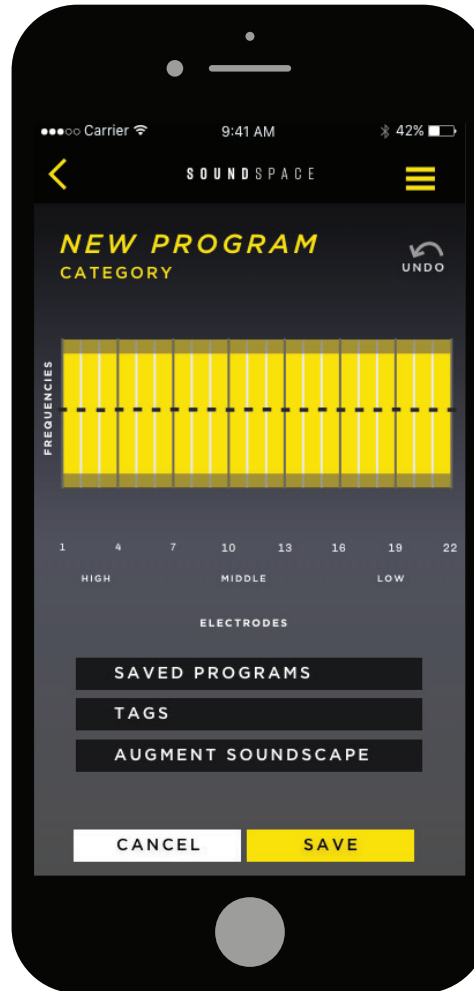 Carrier 9:41 AM 42%
SOUNDSPACE
NEW PROGRAM
CATEGORY
UNDO
FREQUENCIES
1 4 7 10 13 16 19 22
HIGH MIDDLE LOW
ELECTRODES
SAVED PROGRAMS
TAGS
AUGMENT SOUNDSCAPE
CANCEL SAVE